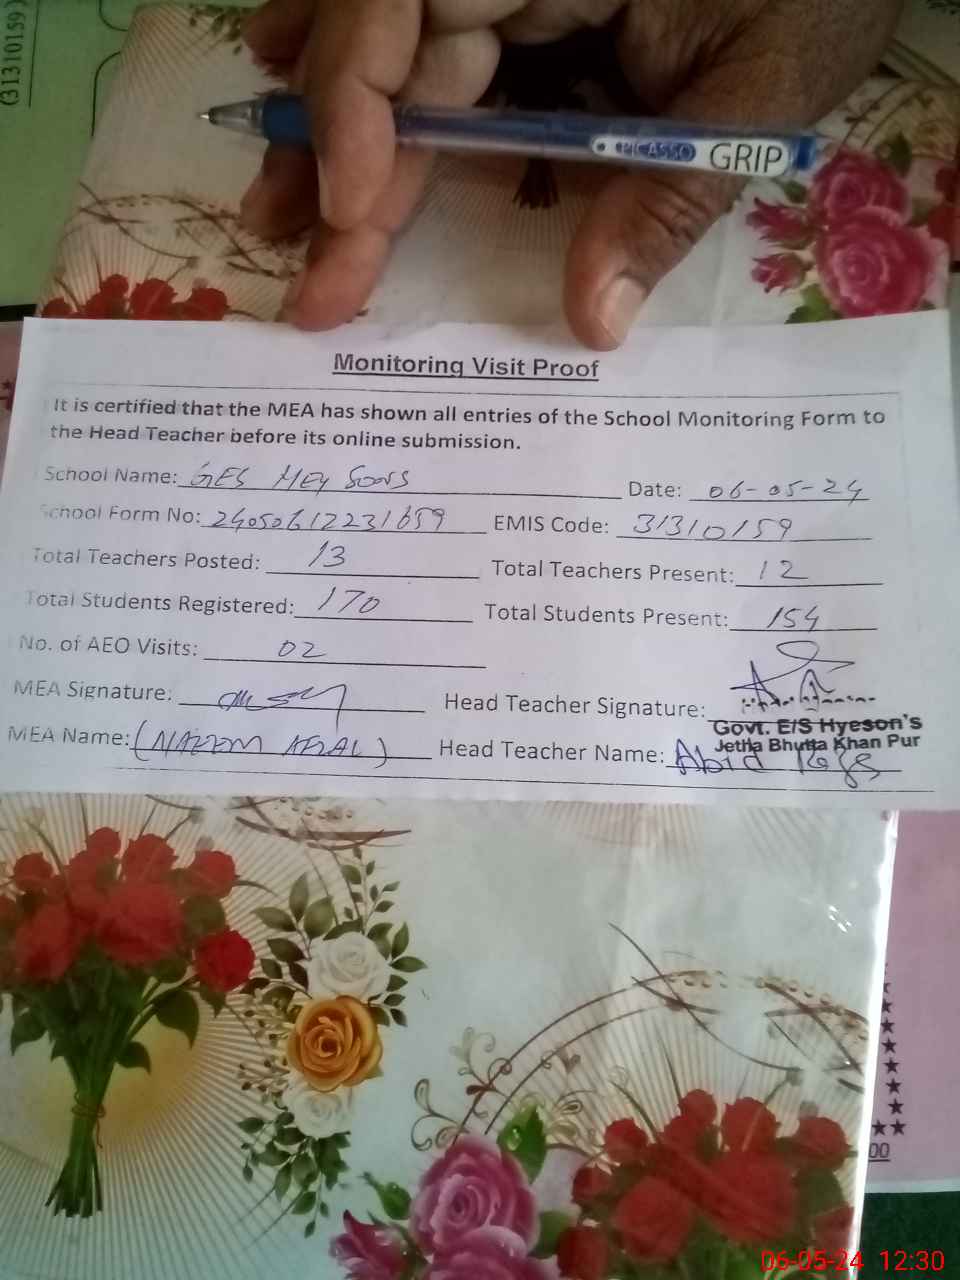 (31310159)
PICASSO GRIP
Monitoring Visit Proof
It is certified that the MEA has shown all entries of the School Monitoring Form to
the Head Teacher before its online submission.
School Name: GES Hey Sons Date: 06-05-24
School Form No: 24050612231659 EMIS Code: 31310159
Total Teachers Posted: 13 Total Teachers Present: 12
Total Students Registered: 170 Total Students Present: 154
No. of AEO Visits: 02
MEA Signature: Head Teacher Signature:
Govt. E/S Hyeson's
Jetha Bhutta Khan Pur
MEA Name: (NAEEM AFZAL) Head Teacher Name: Abid
00
06-05-24 12:30